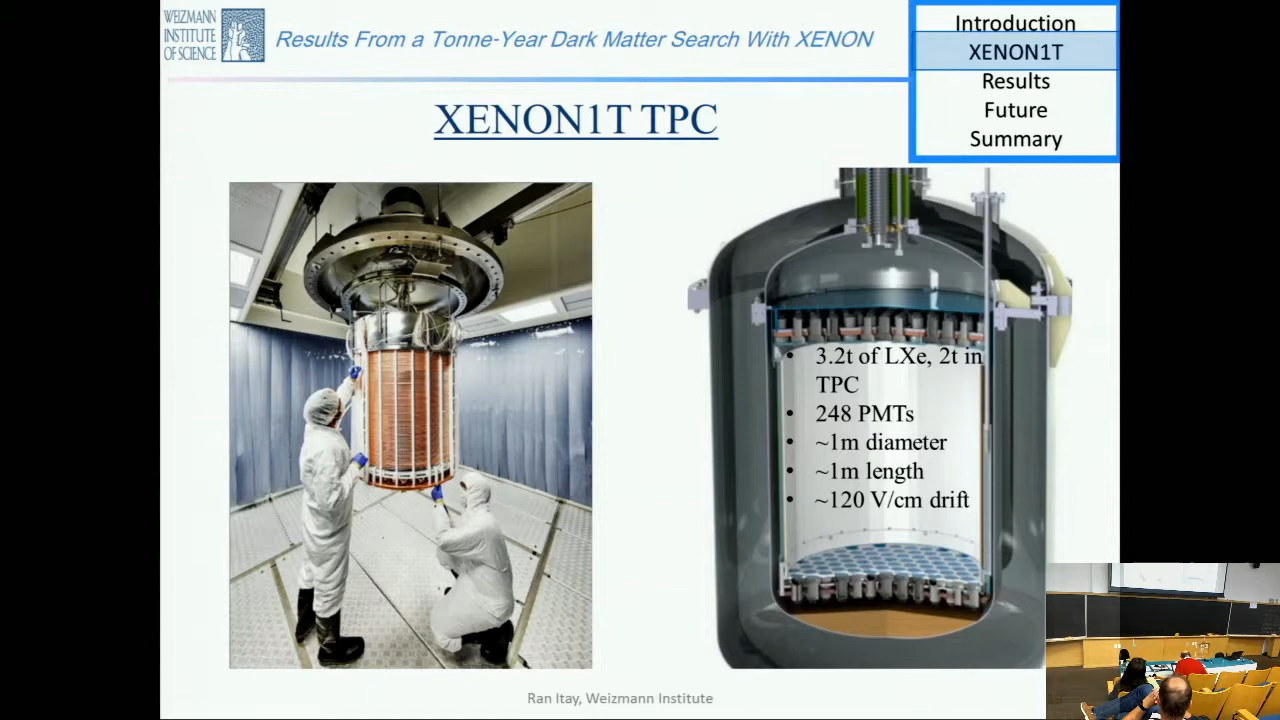 WEIZMANN
INSTITUTE
OF SCIENCE
Results From a Tonne-Year Dark Matter Search With XENON
Introduction
XENON1T
Results
Future
Summary
XENON1T TPC
• 3.2t of LXe, 2t in
TPC
• 248 PMTs
• ~1m diameter
• ~1m length
• ~120 V/cm drift
Ran Itay, Weizmann Institute